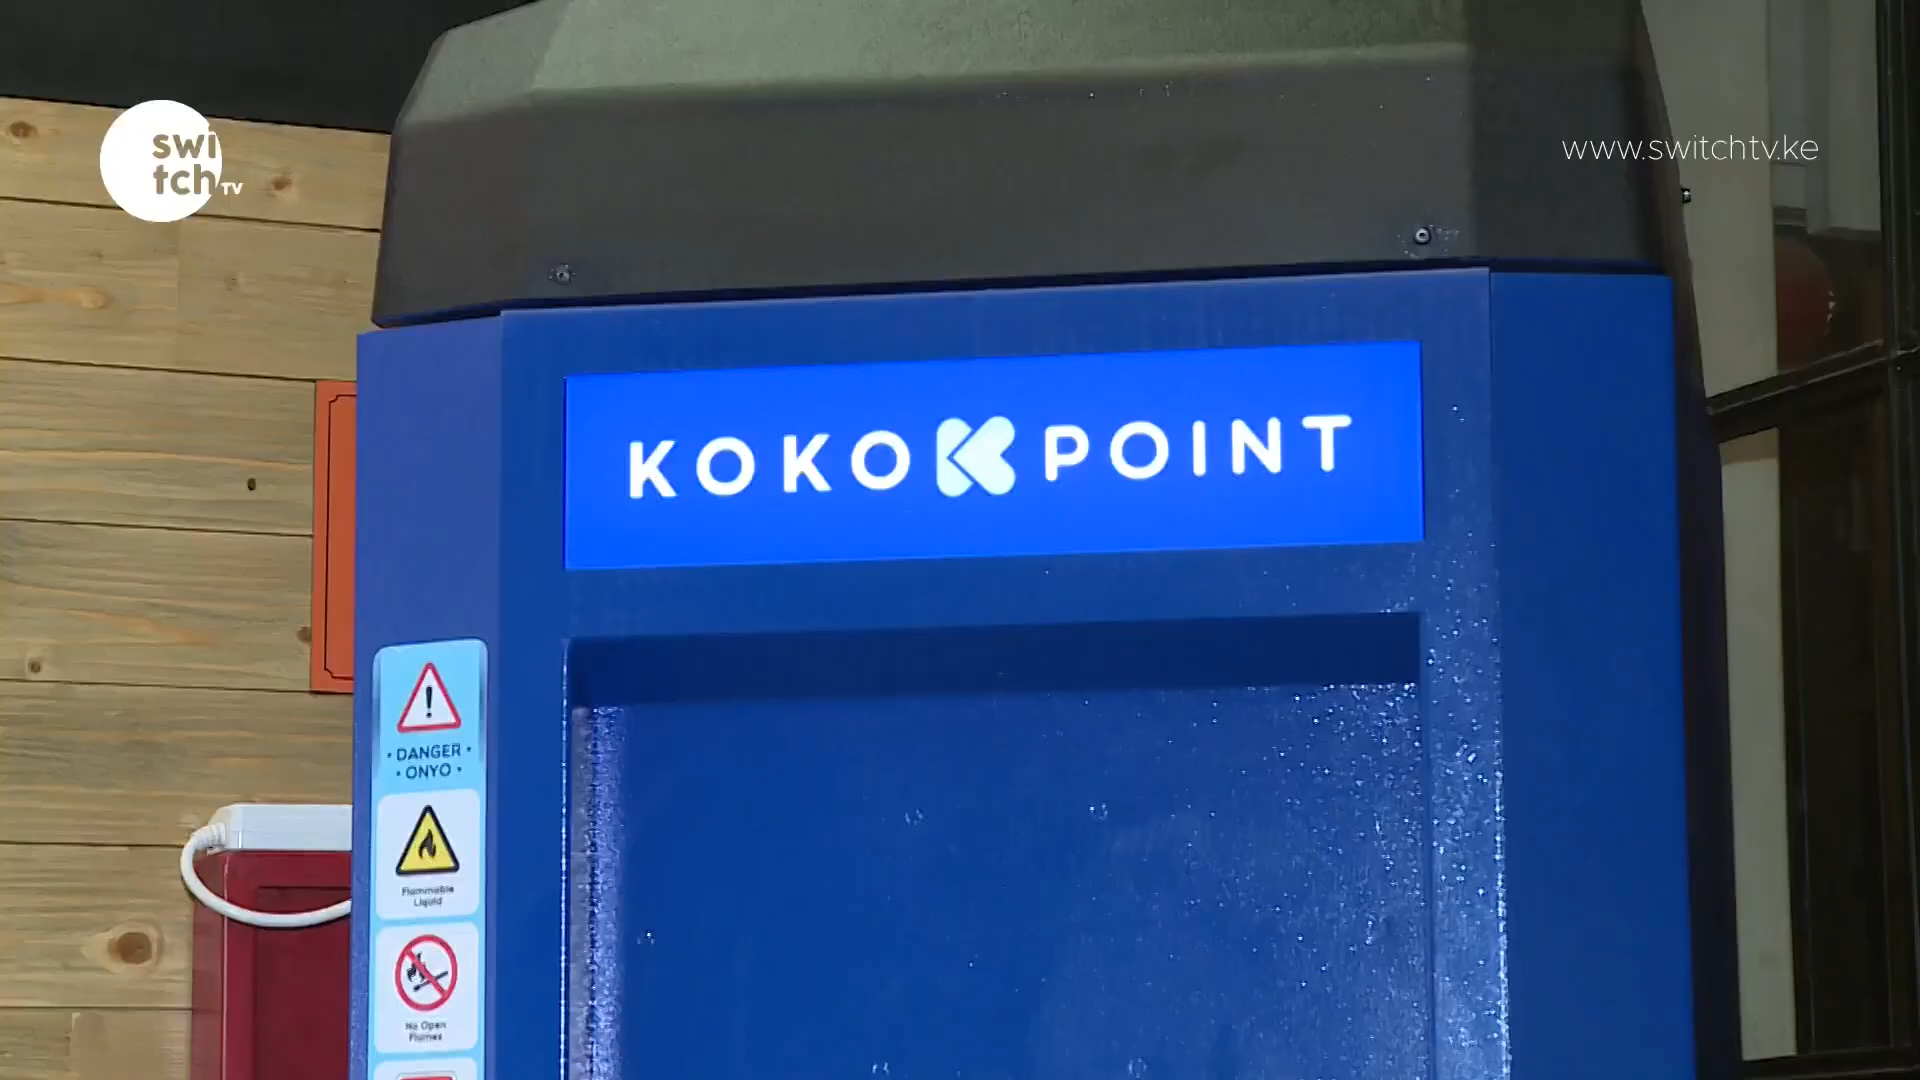 swi
tch TV
www.switchtv.ke
KOKO POINT
• DANGER •
• ONYO •
Flammable
Liquid
No Open
Flames